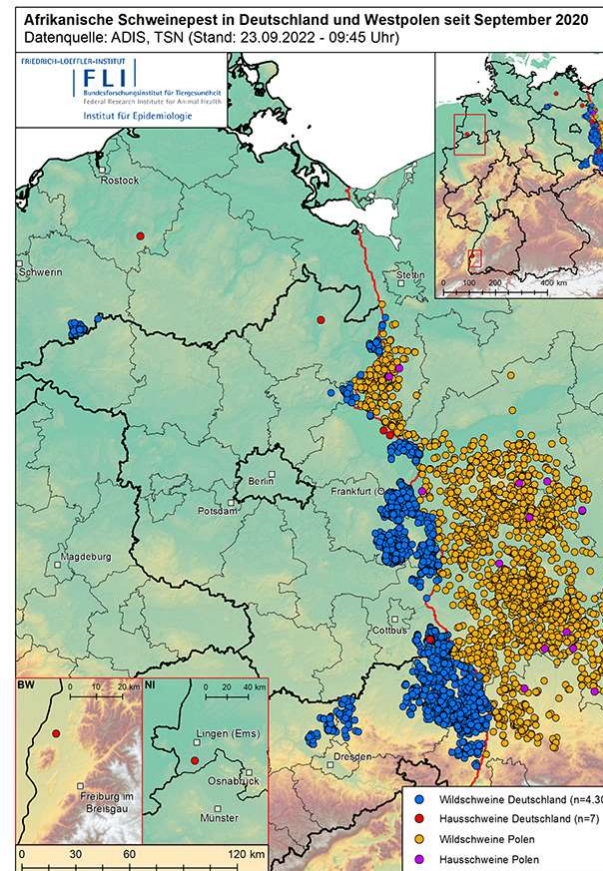 Afrikanische Schweinepest in Deutschland und Westpolen seit September 2020
Datenquelle: ADIS, TSN (Stand: 23.09.2022 - 09:45 Uhr)
FRIEDRICH-LOEFFLER-INSTITUT
FLI
Bundesforschungsinstitut für Tiergesundheit
Federal Research Institute for Animal Health
Institut für Epidemiologie
0 100 200 400 km
Rostock
Schwerin
Stettin
Berlin
Frankfurt (O
Potsdam
Magdeburg
Cottbus
Dresden
BW
0 10 20 km
Freiburg im
Breisgau
NI
0 10 20 40 km
Lingen (Ems)
Osnabrück
Münster
0 30 60 120 km
Wildschweine Deutschland (n=4.30
Hausschweine Deutschland (n=7)
Wildschweine Polen
Hausschweine Polen